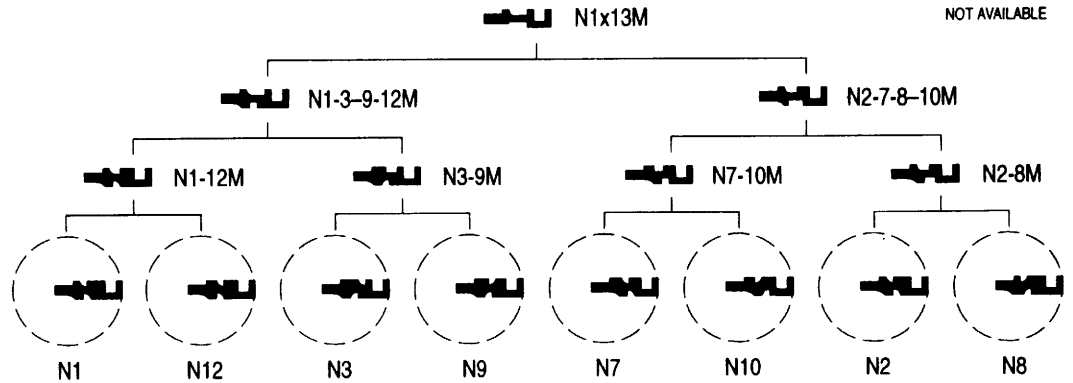 N1x13M
NOT AVAILABLE
N1-3-9-12M
N2-7-8-10M
N1-12M
N3-9M
N7-10M
N2-8M
N1
N12
N3
N9
N7
N10
N2
N8